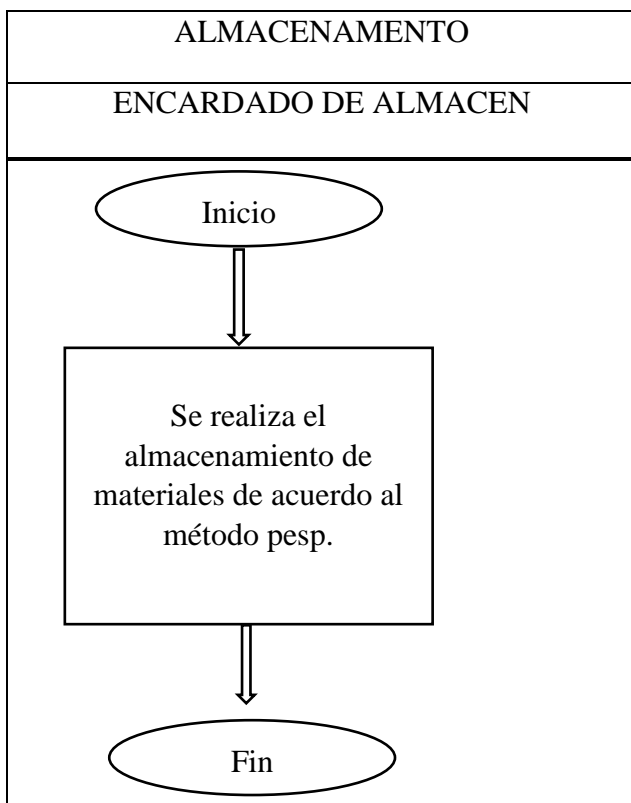 ALMACENAMENTO
ENCARDADO DE ALMACEN
Inicio
Se realiza el
almacenamiento de
materiales de acuerdo al
método pesp.
Fin